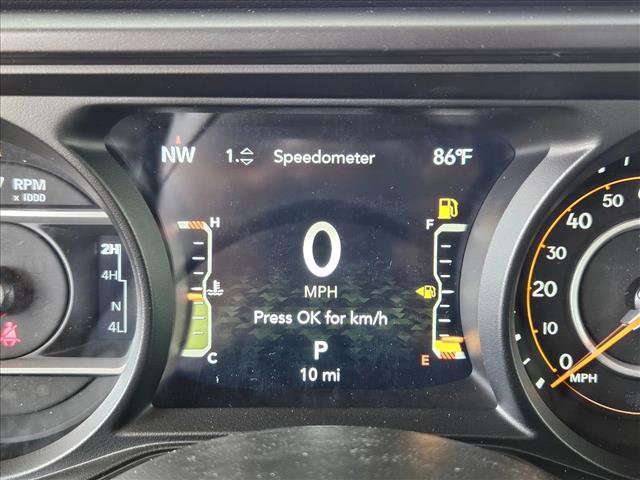 NW 1. Speedometer 86°F
RPM
x 1000
H
F
50
40
30
20
10
0
MPH
2H
4H
N
4L
0
MPH
Press OK for km/h
C
P
E
10 mi